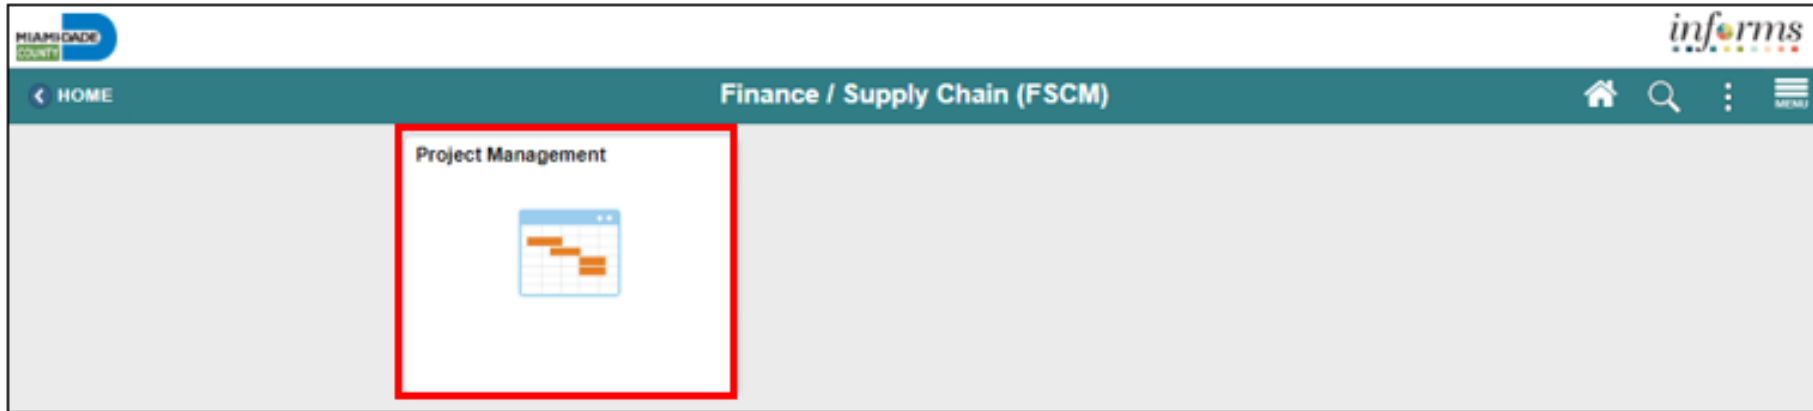 MIAMI-DADE
COUNTY
informs
HOME
Finance / Supply Chain (FSCM)
MENU
Project Management